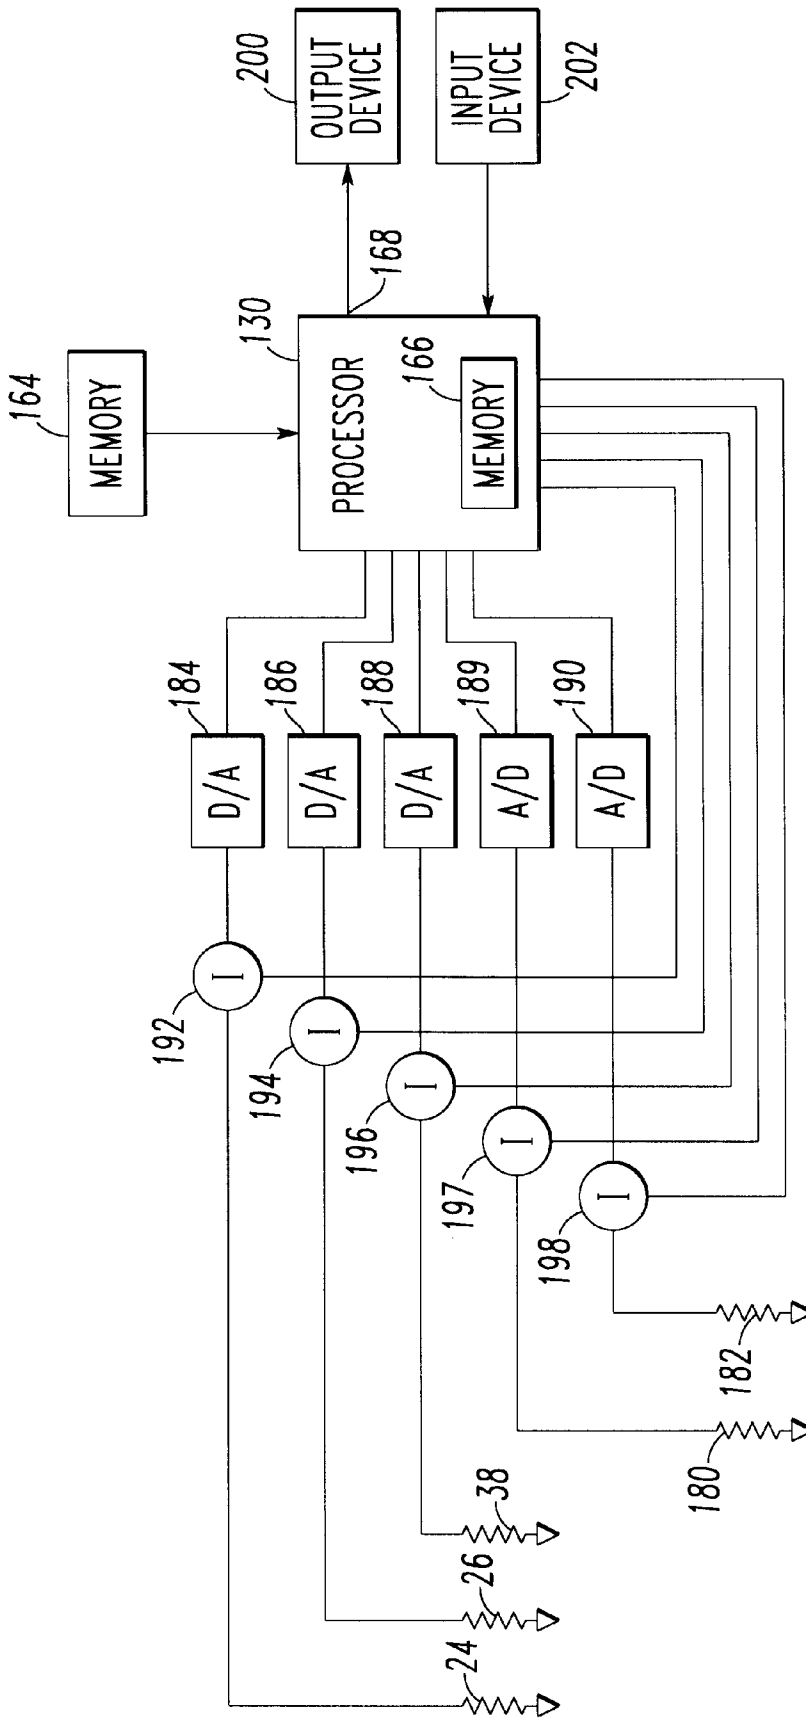 164
MEMORY
130
PROCESSOR
166
MEMORY
168
200
OUTPUT
DEVICE
INPUT
DEVICE
202
184
D/A
186
D/A
188
D/A
189
A/D
190
A/D
192
I
194
I
196
I
197
I
198
I
24
26
38
180
182